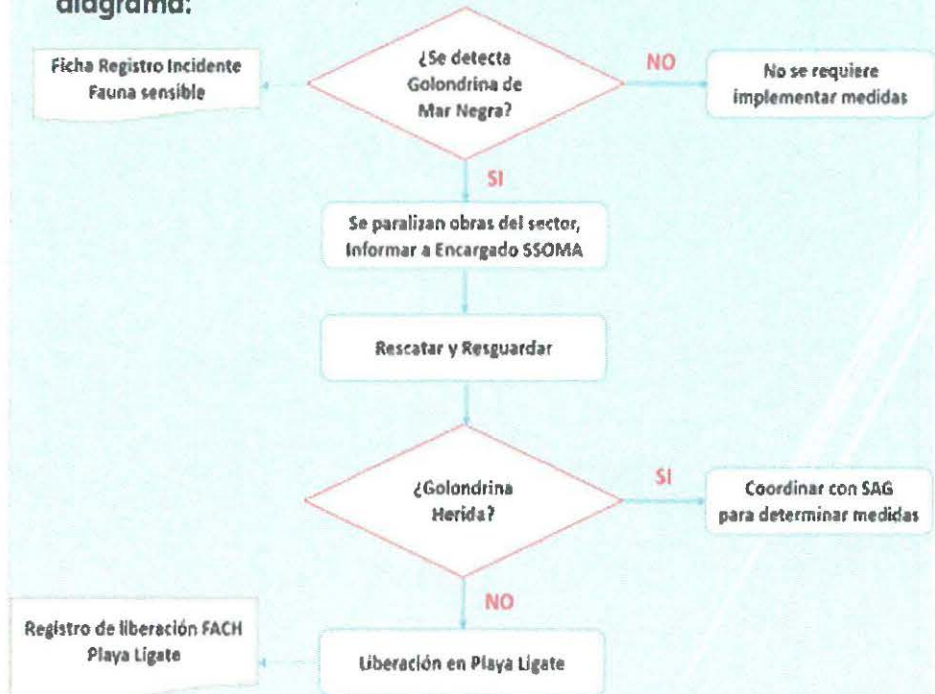 diagrama:
Ficha Registro Incidente
Fauna sensible
¿Se detecta
Golondrina de
Mar Negra?
NO
No se requiere
implementar medidas
SI
Se paralizan obras del sector,
Informar a Encargado SSOMA
Rescatar y Resguardar
¿Golondrina
Herida?
SI
Coordinar con SAG
para determinar medidas
NO
Registro de liberación FACH
Playa Ligate
Liberación en Playa Ligate